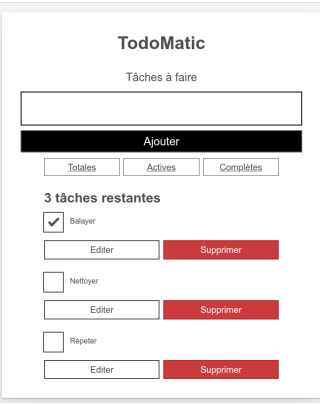 TodoMatic
Tâches à faire
Ajouter
Totales Actives Complètes
3 tâches restantes
Balayer
Editer Supprimer
Nettoyer
Editer Supprimer
Répeter
Editer Supprimer